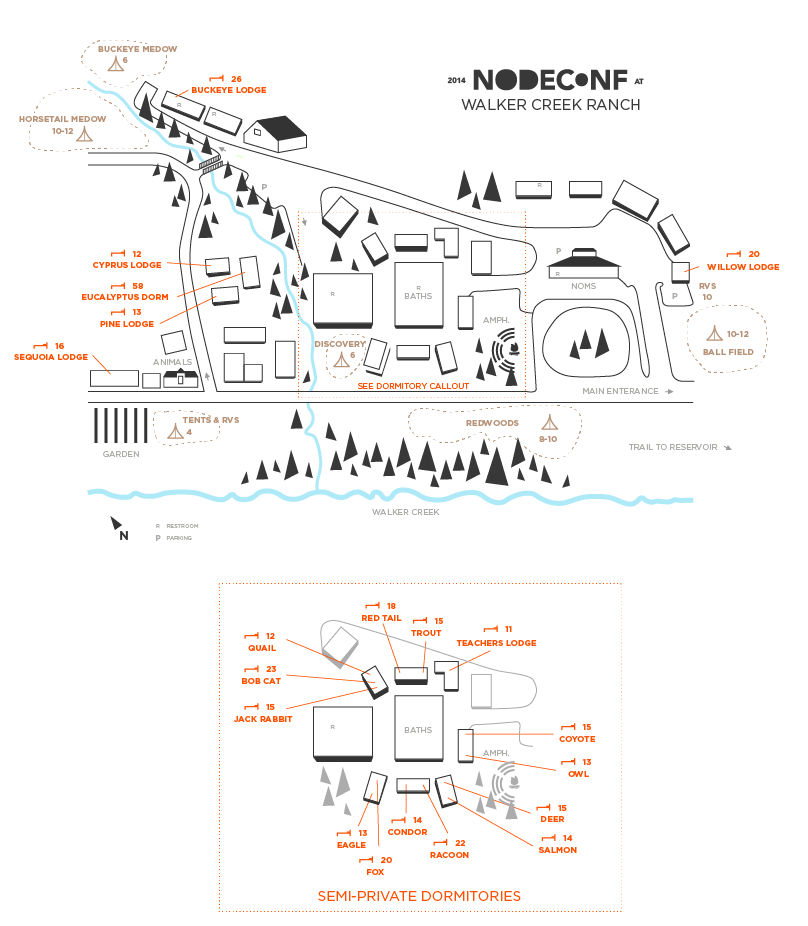 BUCKEYE MEDOW
6
26
BUCKEYE LODGE
2014 NODECONF AT
WALKER CREEK RANCH
HORSETAIL MEDOW
10-12
R
R
P
R
12
CYPRUS LODGE
58
EUCALYPTUS DORM
13
PINE LODGE
16
SEQUOIA LODGE
ANIMALS
R
R
BATHS
DISCOVERY
6
AMPH.
SEE DORMITORY CALLOUT
P
R
NOMS
20
WILLOW LODGE
P
RVS
10
10-12
BALL FIELD
MAIN ENTERANCE
GARDEN
TENTS & RVS
4
REDWOODS
8-10
TRAIL TO RESERVOIR
WALKER CREEK
N
R RESTROOM
P PARKING
18
RED TAIL
15
TROUT
11
TEACHERS LODGE
12
QUAIL
23
BOB CAT
15
JACK RABBIT
R
BATHS
15
COYOTE
AMPH.
13
OWL
15
DEER
14
SALMON
14
CONDOR
13
EAGLE
22
RACOON
20
FOX
SEMI-PRIVATE DORMITORIES